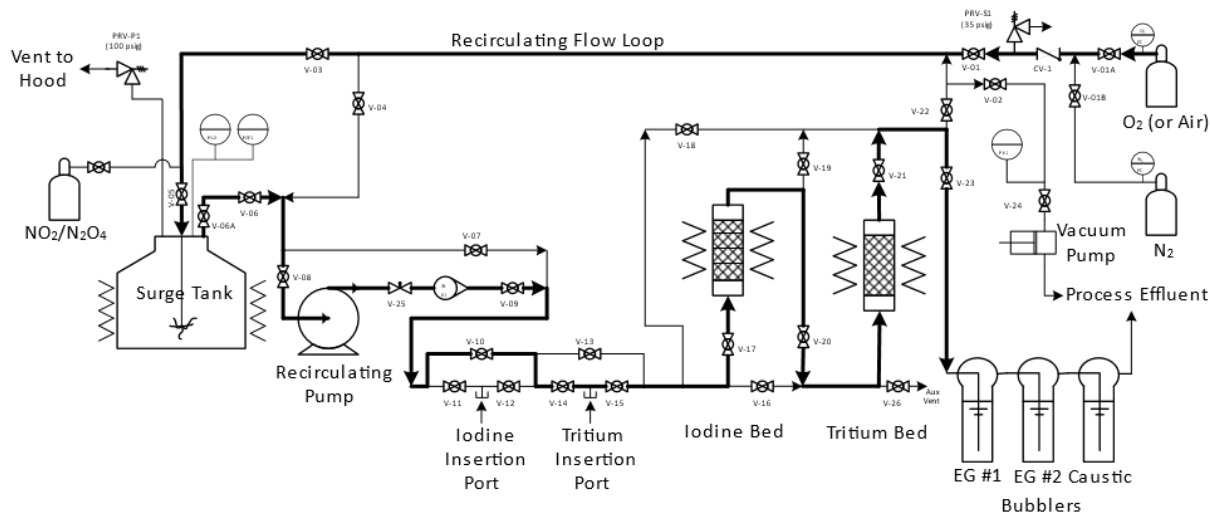 PRV-S1
(35 psig)
PRV-P1
(100 psig)
Recirculating Flow Loop
Vent to
Hood
V-03
V-01
CV-1
V-01A
V-04
V-02
V-01B
V-22
O₂ (or Air)
V-18
V-19
V-21
V-23
V-05
V-06
V-06A
V-24
NO₂/N₂O₄
Vacuum
Pump
N₂
V-07
Surge Tank
V-08
V-25
V-09
Process Effluent
V-10
V-13
V-17
V-20
Recirculating
Pump
V-11
V-12
V-14
V-15
V-16
V-26
Aux
Vent
Iodine
Insertion
Port
Tritium
Insertion
Port
Iodine Bed
Tritium Bed
EG #1
EG #2
Caustic
Bubblers